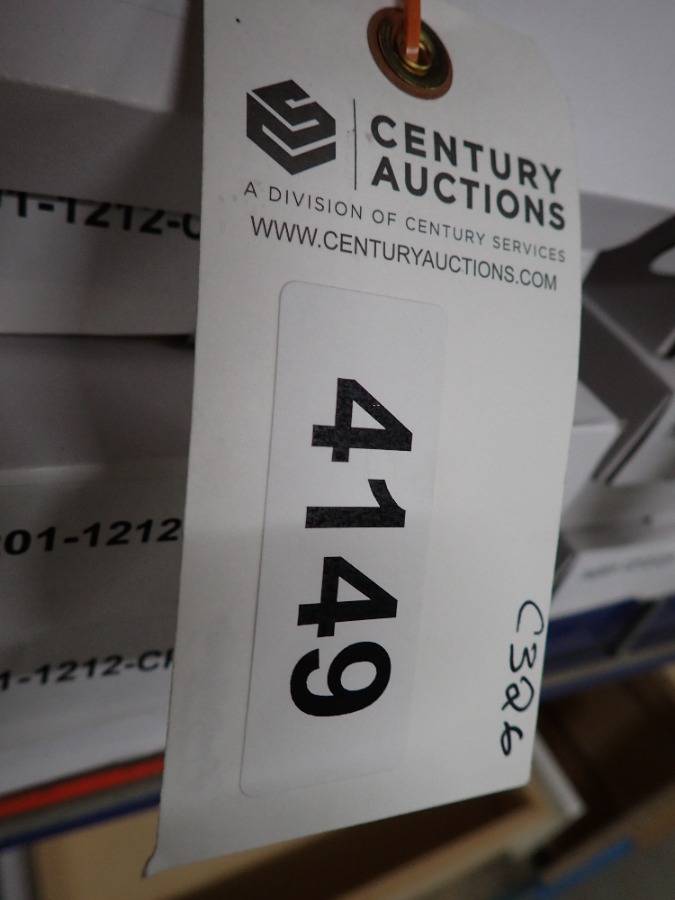 CENTURY
AUCTIONS
A DIVISION OF CENTURY SERVICES
WWW.CENTURYAUCTIONS.COM
4149
C326
1-1212-C
01-1212
1-1212-C